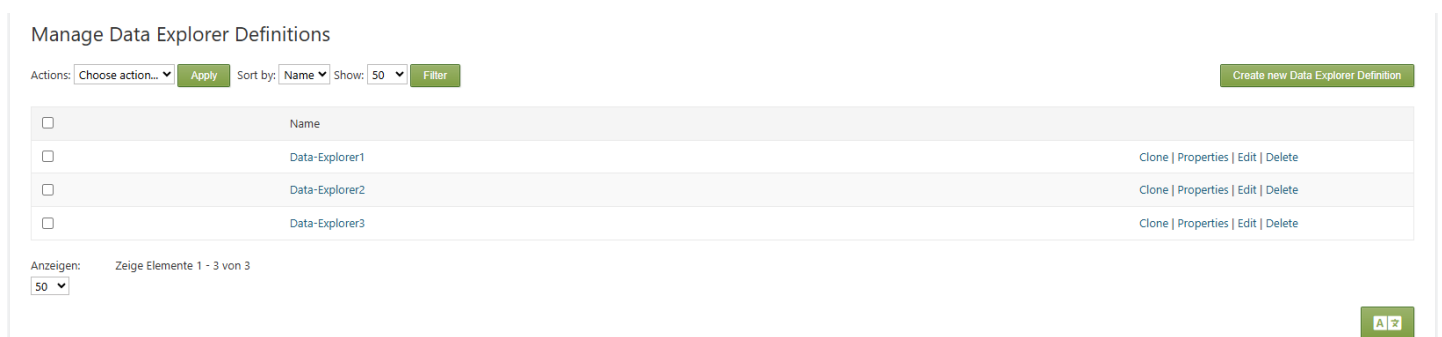 Manage Data Explorer Definitions
Actions: Choose action... Apply Sort by: Name Show: 50 Filter Create new Data Explorer Definition
Name
Data-Explorer1 Clone | Properties | Edit | Delete
Data-Explorer2 Clone | Properties | Edit | Delete
Data-Explorer3 Clone | Properties | Edit | Delete
Anzeigen: Zeige Elemente 1 - 3 von 3
50
A 文